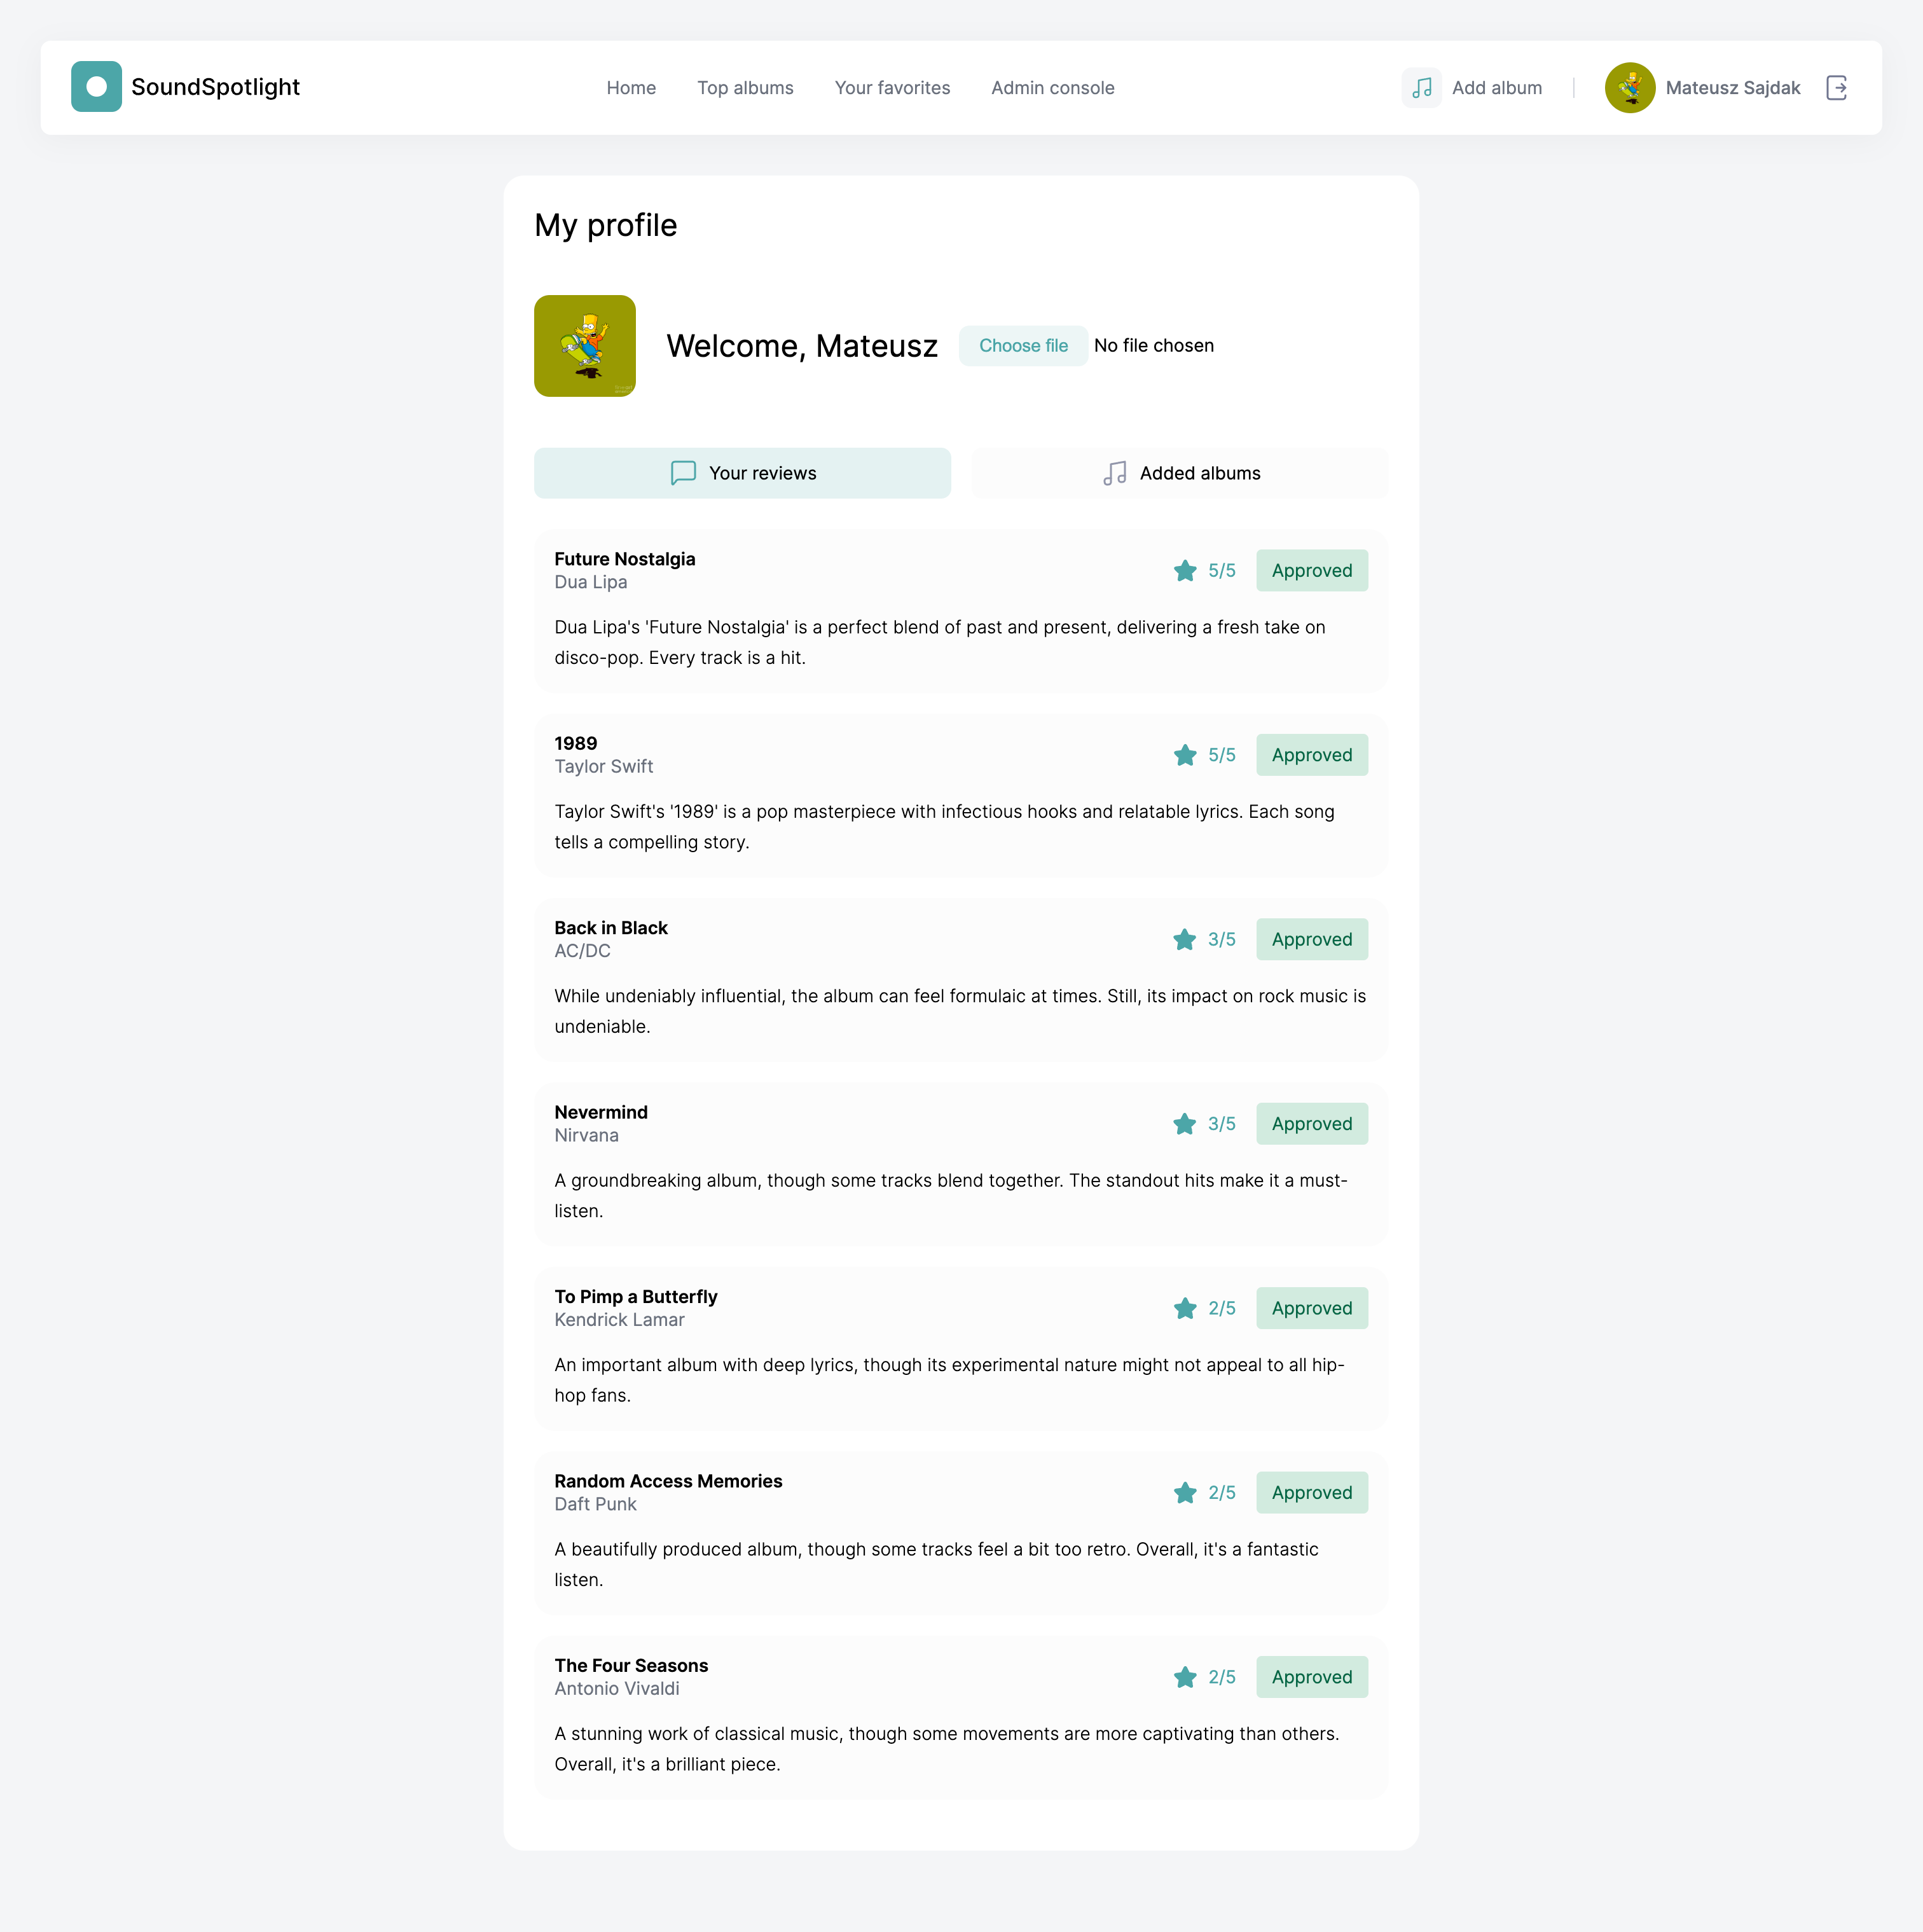 SoundSpotlight
Home
Top albums
Your favorites
Admin console
Add album
Mateusz Sajdak
My profile
Welcome, Mateusz
Choose file
No file chosen
Your reviews
Added albums
Future Nostalgia
Dua Lipa
5/5
Approved
Dua Lipa's 'Future Nostalgia' is a perfect blend of past and present, delivering a fresh take on
disco-pop. Every track is a hit.
1989
Taylor Swift
5/5
Approved
Taylor Swift's '1989' is a pop masterpiece with infectious hooks and relatable lyrics. Each song
tells a compelling story.
Back in Black
AC/DC
3/5
Approved
While undeniably influential, the album can feel formulaic at times. Still, its impact on rock music is
undeniable.
Nevermind
Nirvana
3/5
Approved
A groundbreaking album, though some tracks blend together. The standout hits make it a must-
listen.
To Pimp a Butterfly
Kendrick Lamar
2/5
Approved
An important album with deep lyrics, though its experimental nature might not appeal to all hip-
hop fans.
Random Access Memories
Daft Punk
2/5
Approved
A beautifully produced album, though some tracks feel a bit too retro. Overall, it's a fantastic
listen.
The Four Seasons
Antonio Vivaldi
2/5
Approved
A stunning work of classical music, though some movements are more captivating than others.
Overall, it's a brilliant piece.